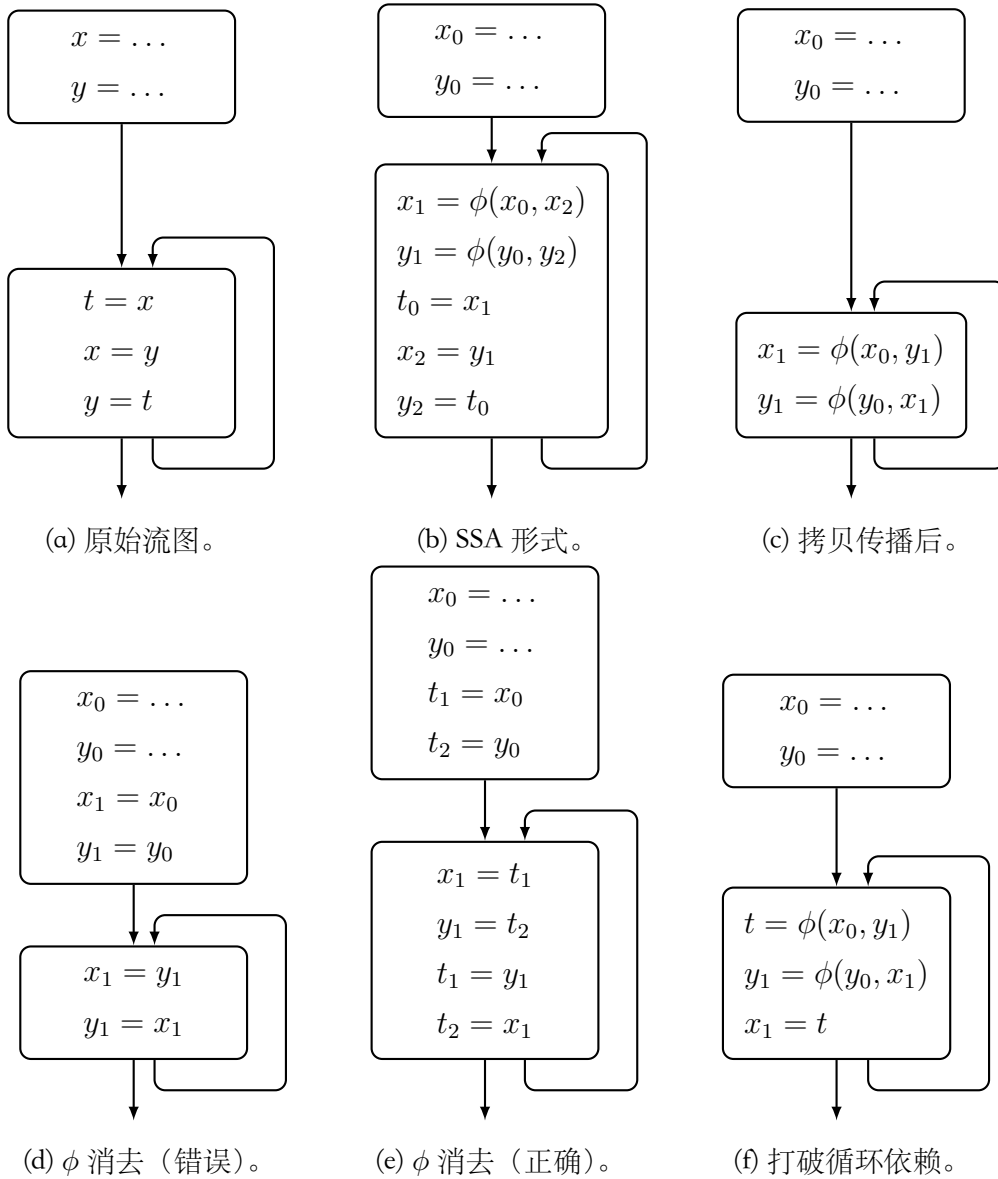 x = …
y = …
t = x
x = y
y = t
(a) 原始流图。
x₀ = …
y₀ = …
x₁ = ϕ(x₀, x₂)
y₁ = ϕ(y₀, y₂)
t₀ = x₁
x₂ = y₁
y₂ = t₀
(b) SSA 形式。
x₀ = …
y₀ = …
x₁ = ϕ(x₀, y₁)
y₁ = ϕ(y₀, x₁)
(c) 拷贝传播后。
x₀ = …
y₀ = …
x₁ = x₀
y₁ = y₀
x₁ = y₁
y₁ = x₁
(d) ϕ 消去（错误）。
x₀ = …
y₀ = …
t₁ = x₀
t₂ = y₀
x₁ = t₁
y₁ = t₂
t₁ = y₁
t₂ = x₁
(e) ϕ 消去（正确）。
x₀ = …
y₀ = …
t = ϕ(x₀, y₁)
y₁ = ϕ(y₀, x₁)
x₁ = t
(f) 打破循环依赖。